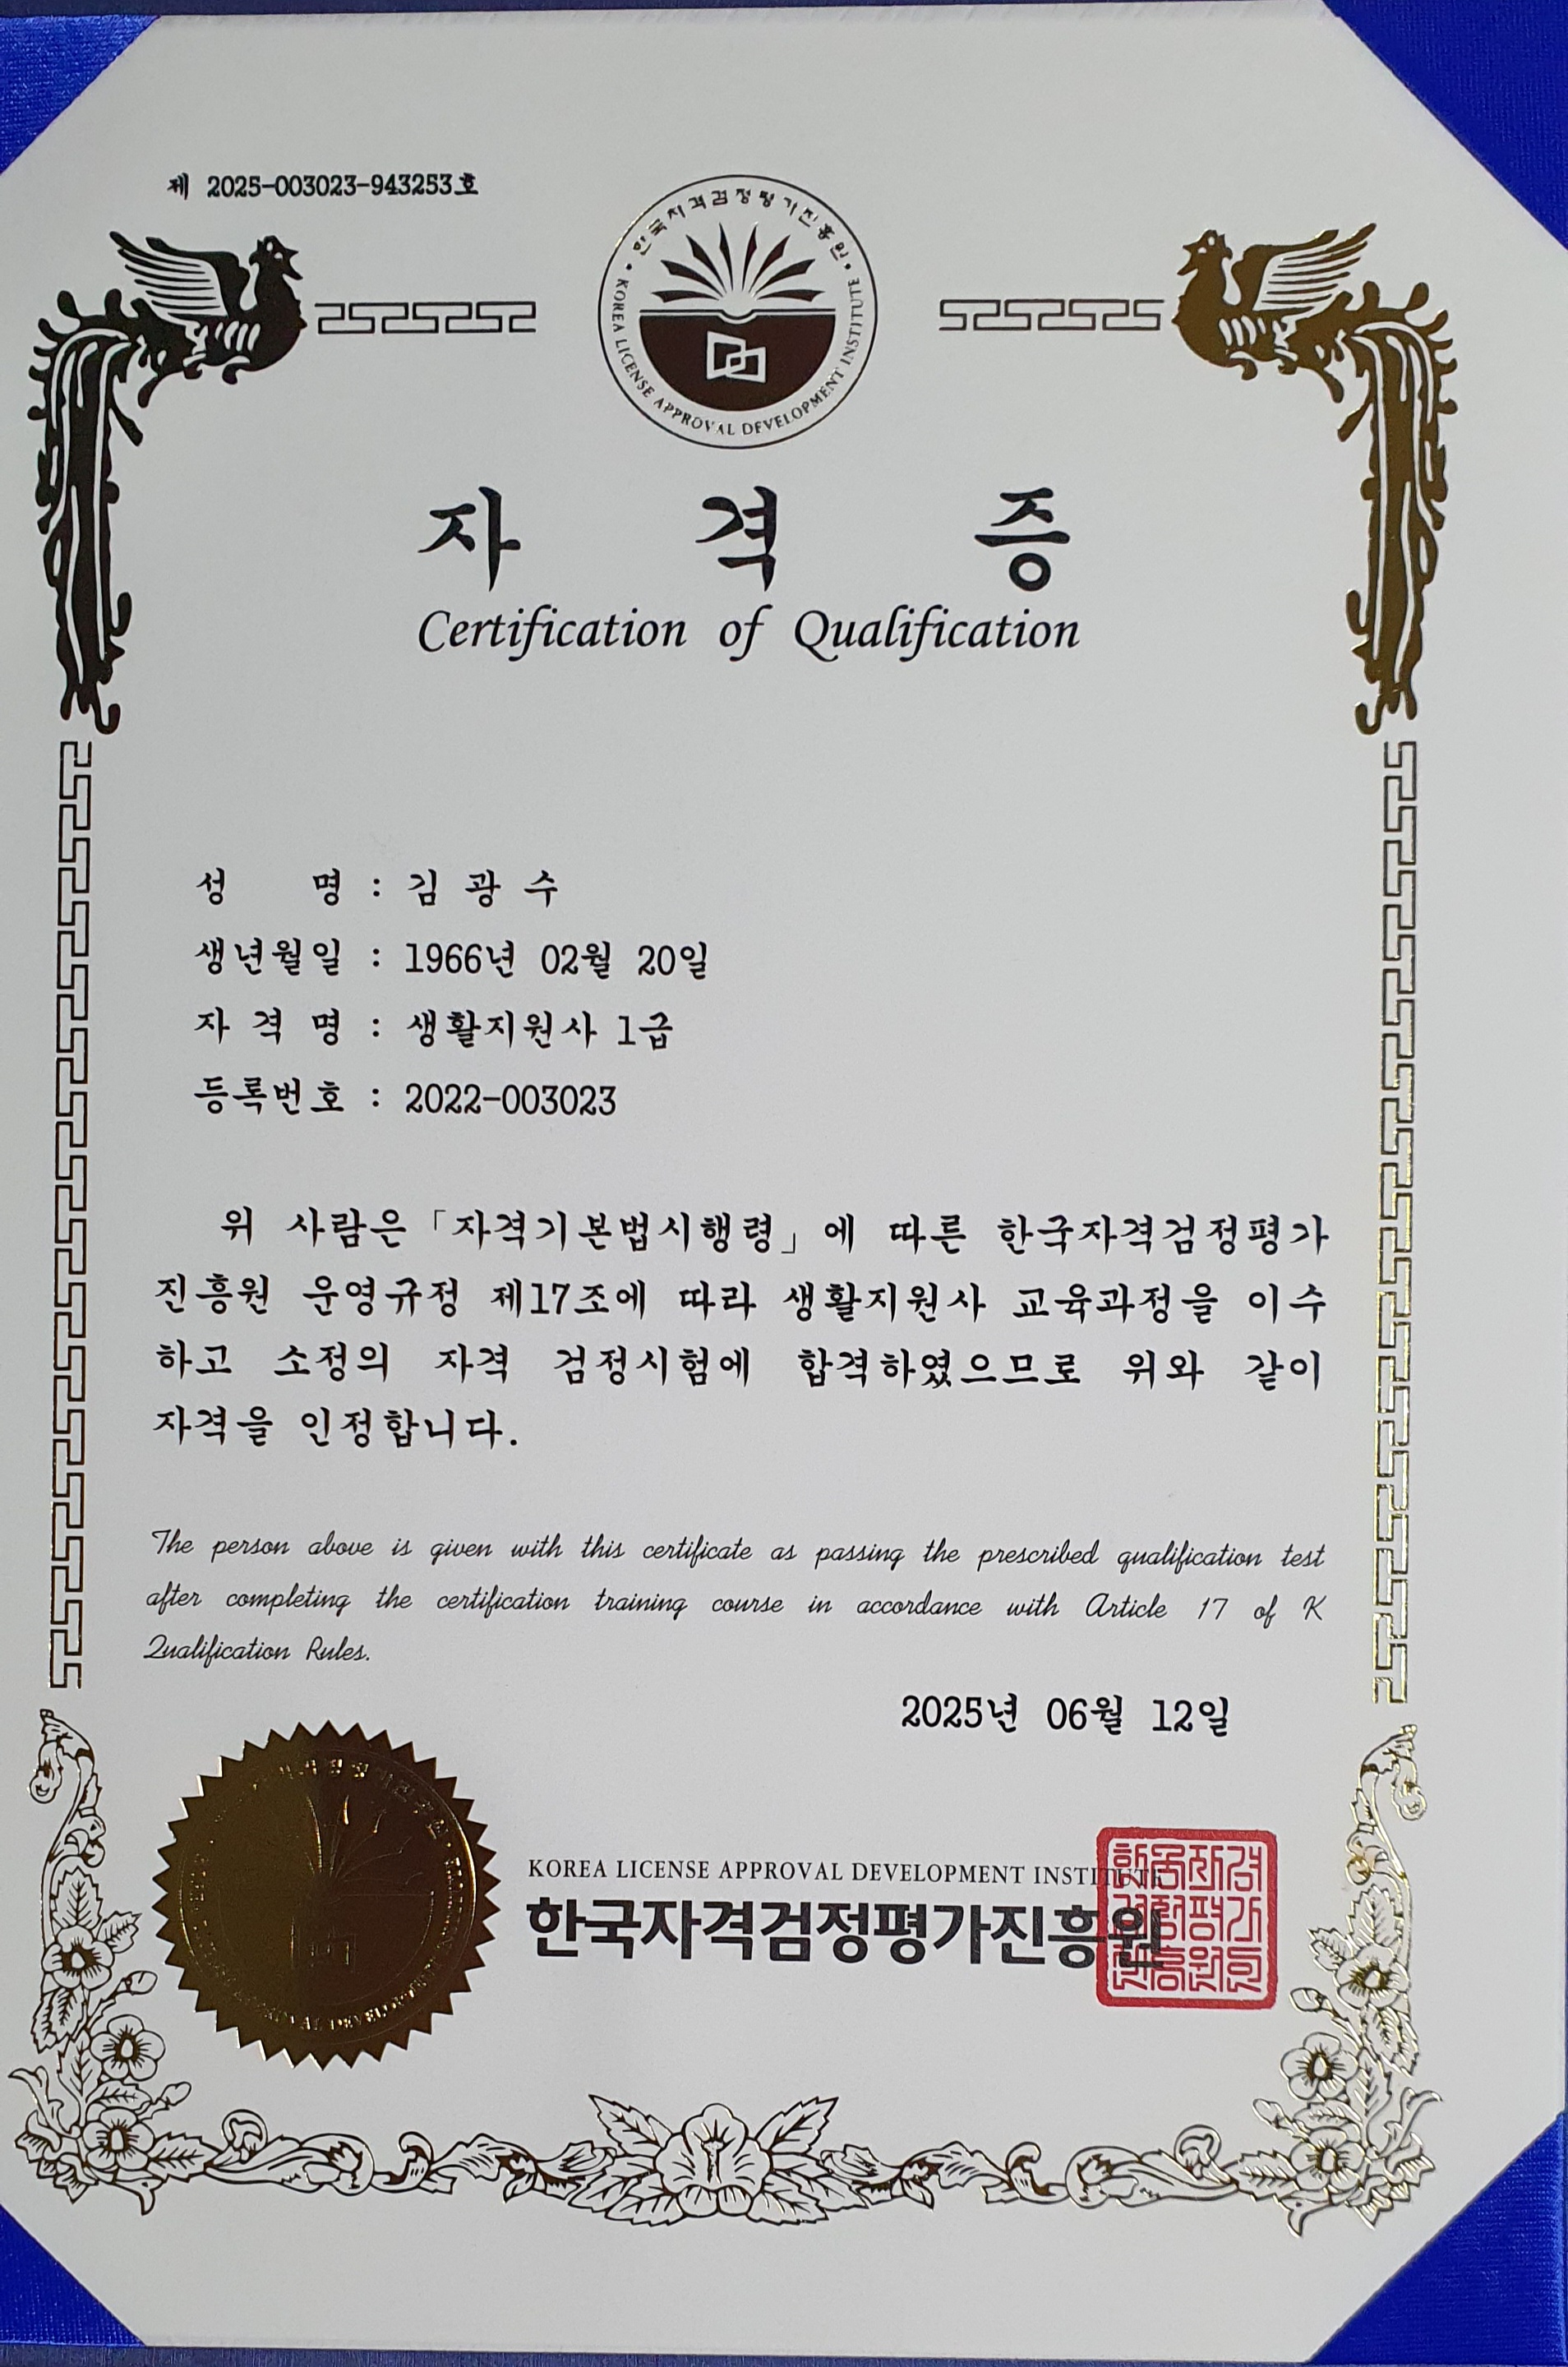 제 2025-003023-943253호
한국자격검정평가진흥원
KOREA LICENSE APPROVAL DEVELOPMENT INSTITUTE
자 격 증
Certification of Qualification
성 명 : 김 광 수
생년월일 : 1966년 02월 20일
자 격 명 : 생활지원사 1급
등록번호 : 2022-003023
위 사람은 「자격기본법시행령」에 따른 한국자격검정평가
진흥원 운영규정 제17조에 따라 생활지원사 교육과정을 이수
하고 소정의 자격 검정시험에 합격하였으므로 위와 같이
자격을 인정합니다.
The person above is given with this certificate as passing the prescribed qualification test
after completing the certification training course in accordance with Article 17 of K
Qualification Rules.
2025년 06월 12일
KOREA LICENSE APPROVAL DEVELOPMENT INSTITUTE
한국자격검정평가진흥원